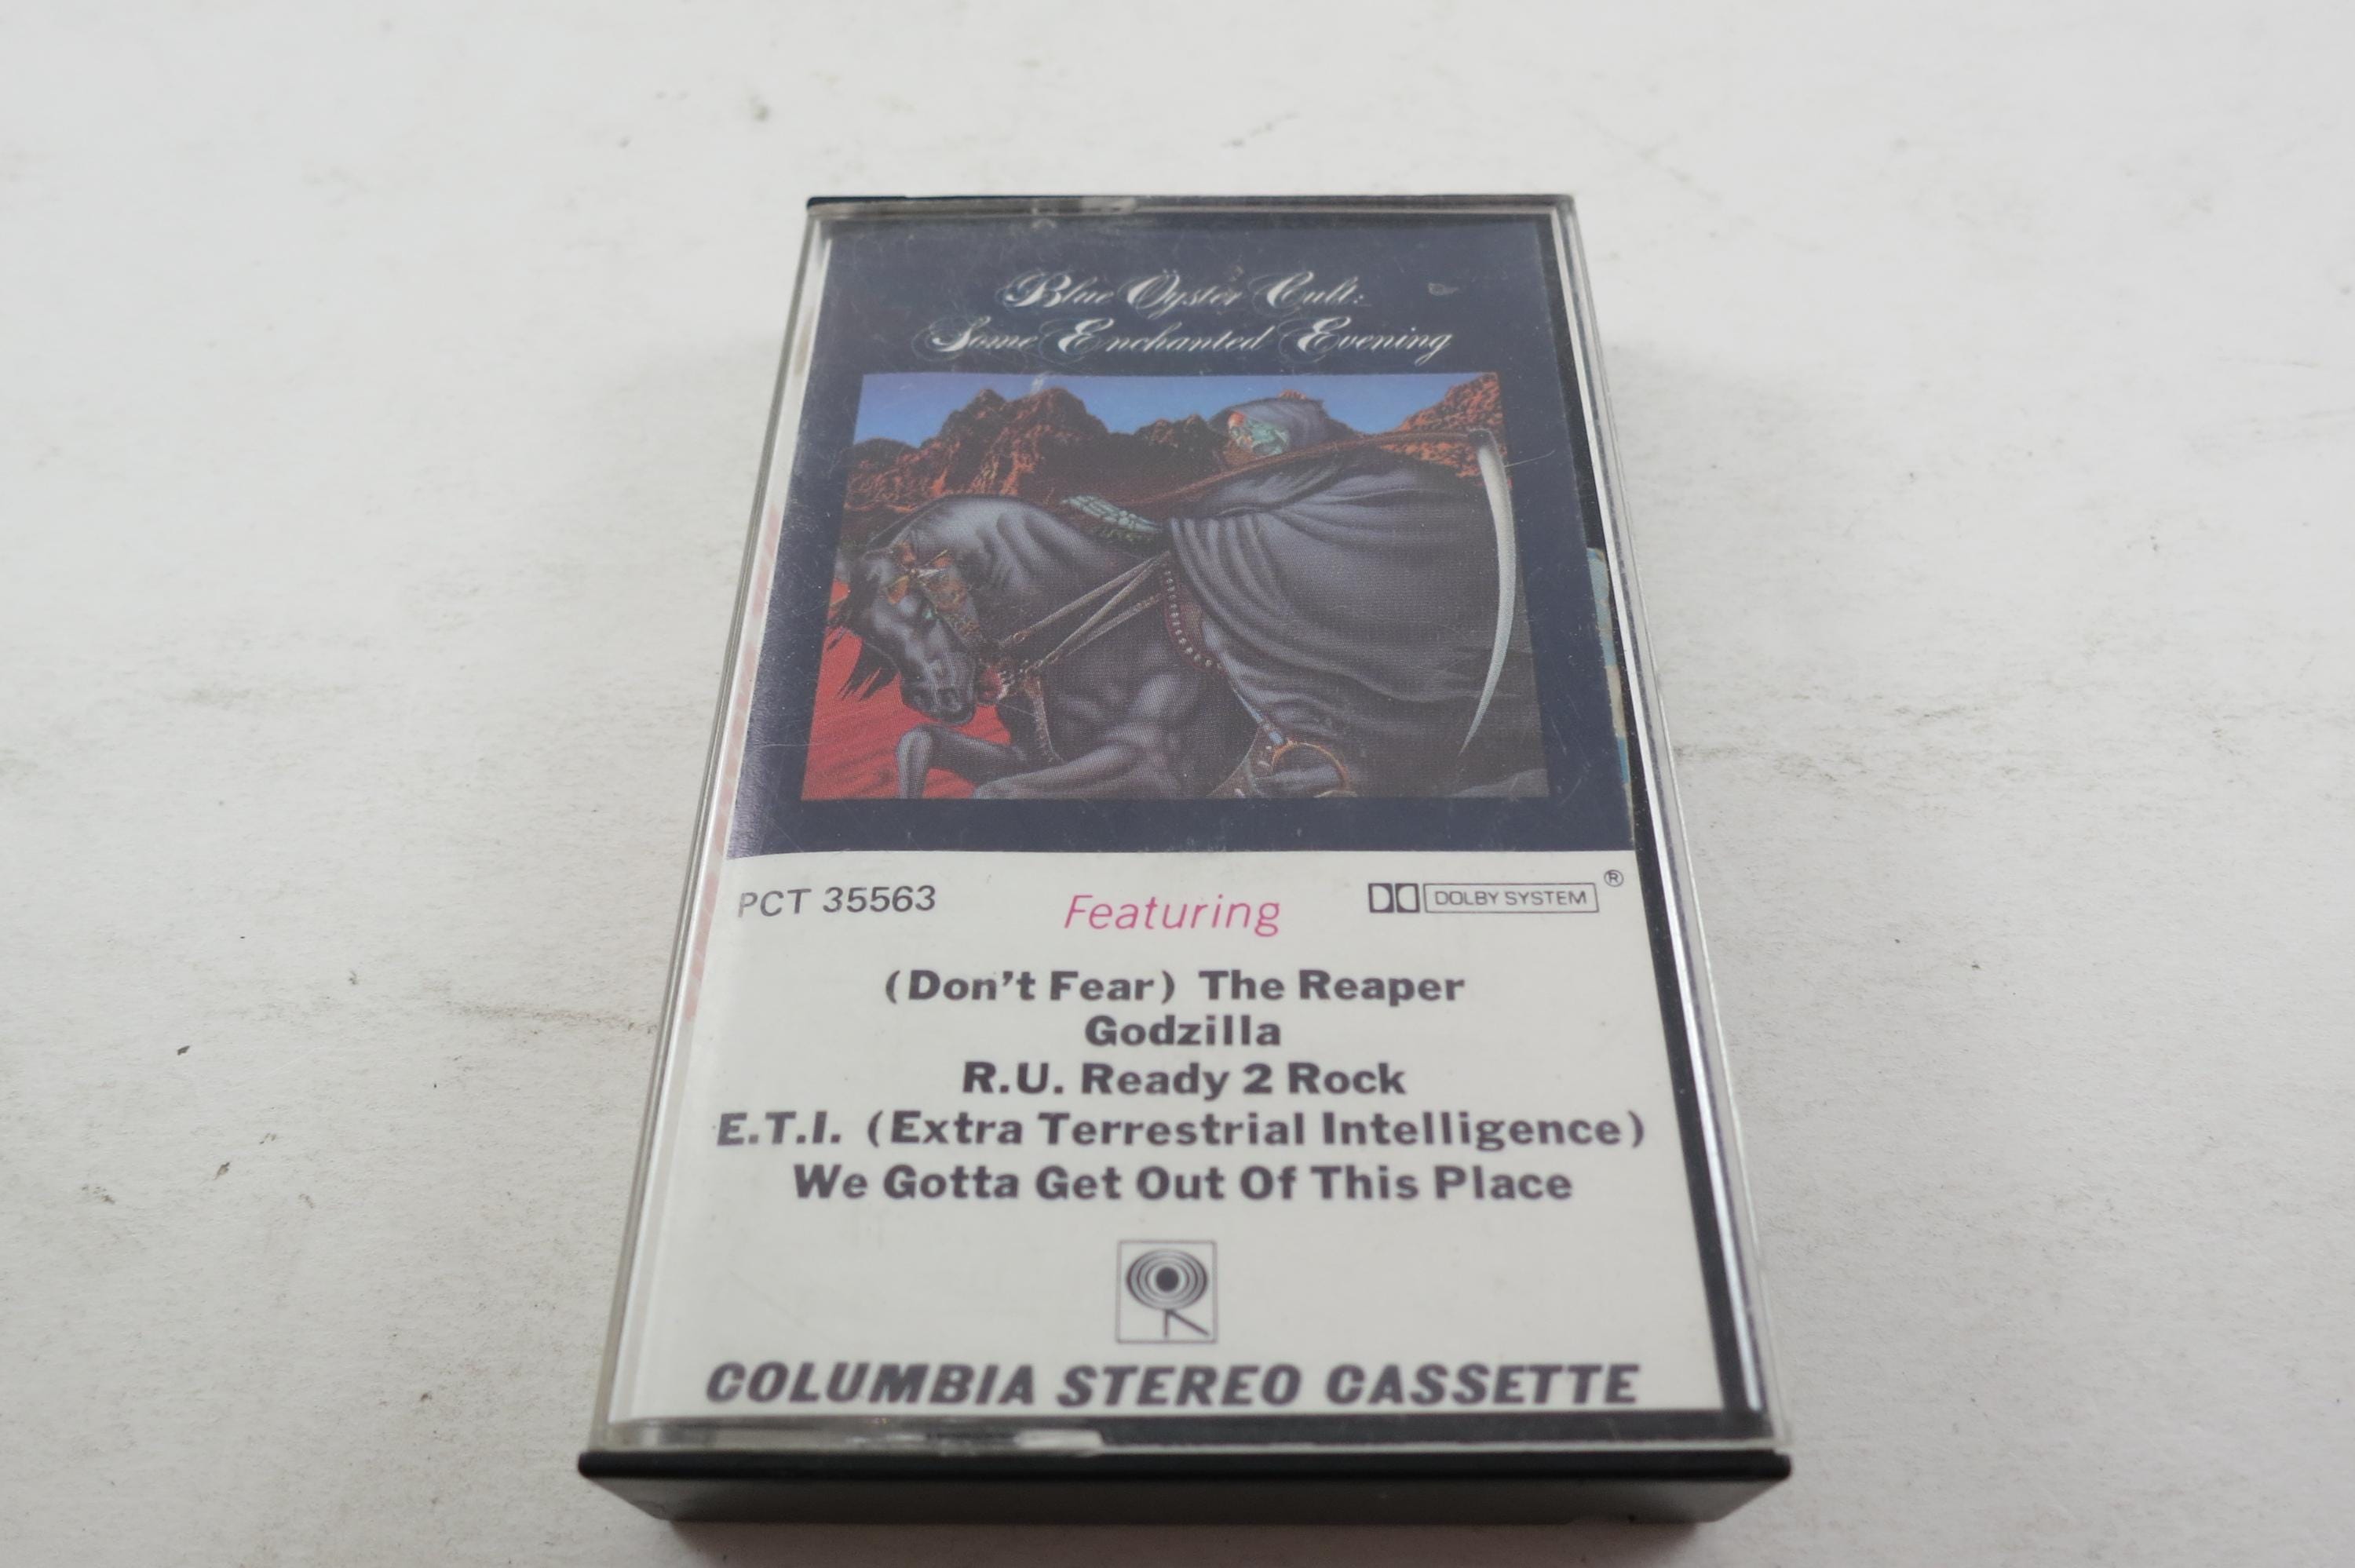 Blue Öyster Cult:
Some Enchanted Evening
PCT 35563
Featuring
DOLBY SYSTEM ®
(Don't Fear) The Reaper
Godzilla
R.U. Ready 2 Rock
E.T.I. (Extra Terrestrial Intelligence)
We Gotta Get Out Of This Place
COLUMBIA STEREO CASSETTE